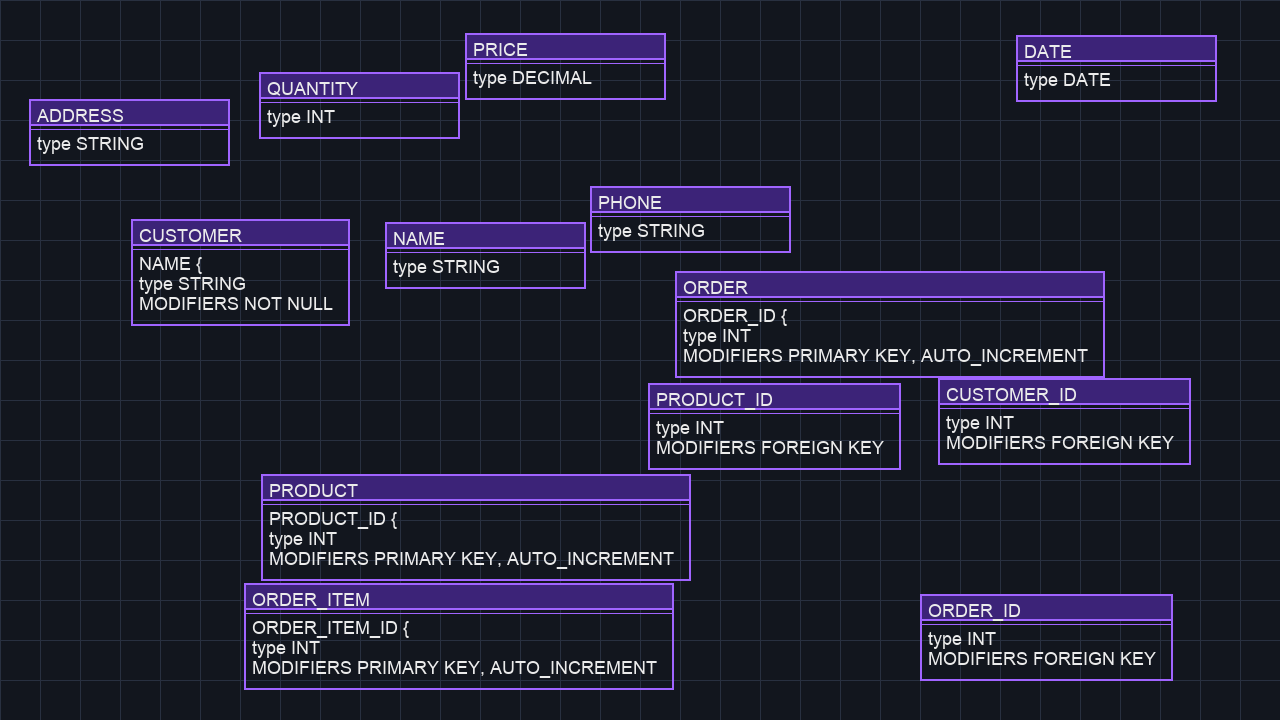 PRICE
type DECIMAL
DATE
type DATE
QUANTITY
type INT
ADDRESS
type STRING
PHONE
type STRING
CUSTOMER
NAME {
type STRING
MODIFIERS NOT NULL
NAME
type STRING
ORDER
ORDER_ID {
type INT
MODIFIERS PRIMARY KEY, AUTO_INCREMENT
PRODUCT_ID
type INT
MODIFIERS FOREIGN KEY
CUSTOMER_ID
type INT
MODIFIERS FOREIGN KEY
PRODUCT
PRODUCT_ID {
type INT
MODIFIERS PRIMARY KEY, AUTO_INCREMENT
ORDER_ITEM
ORDER_ITEM_ID {
type INT
MODIFIERS PRIMARY KEY, AUTO_INCREMENT
ORDER_ID
type INT
MODIFIERS FOREIGN KEY